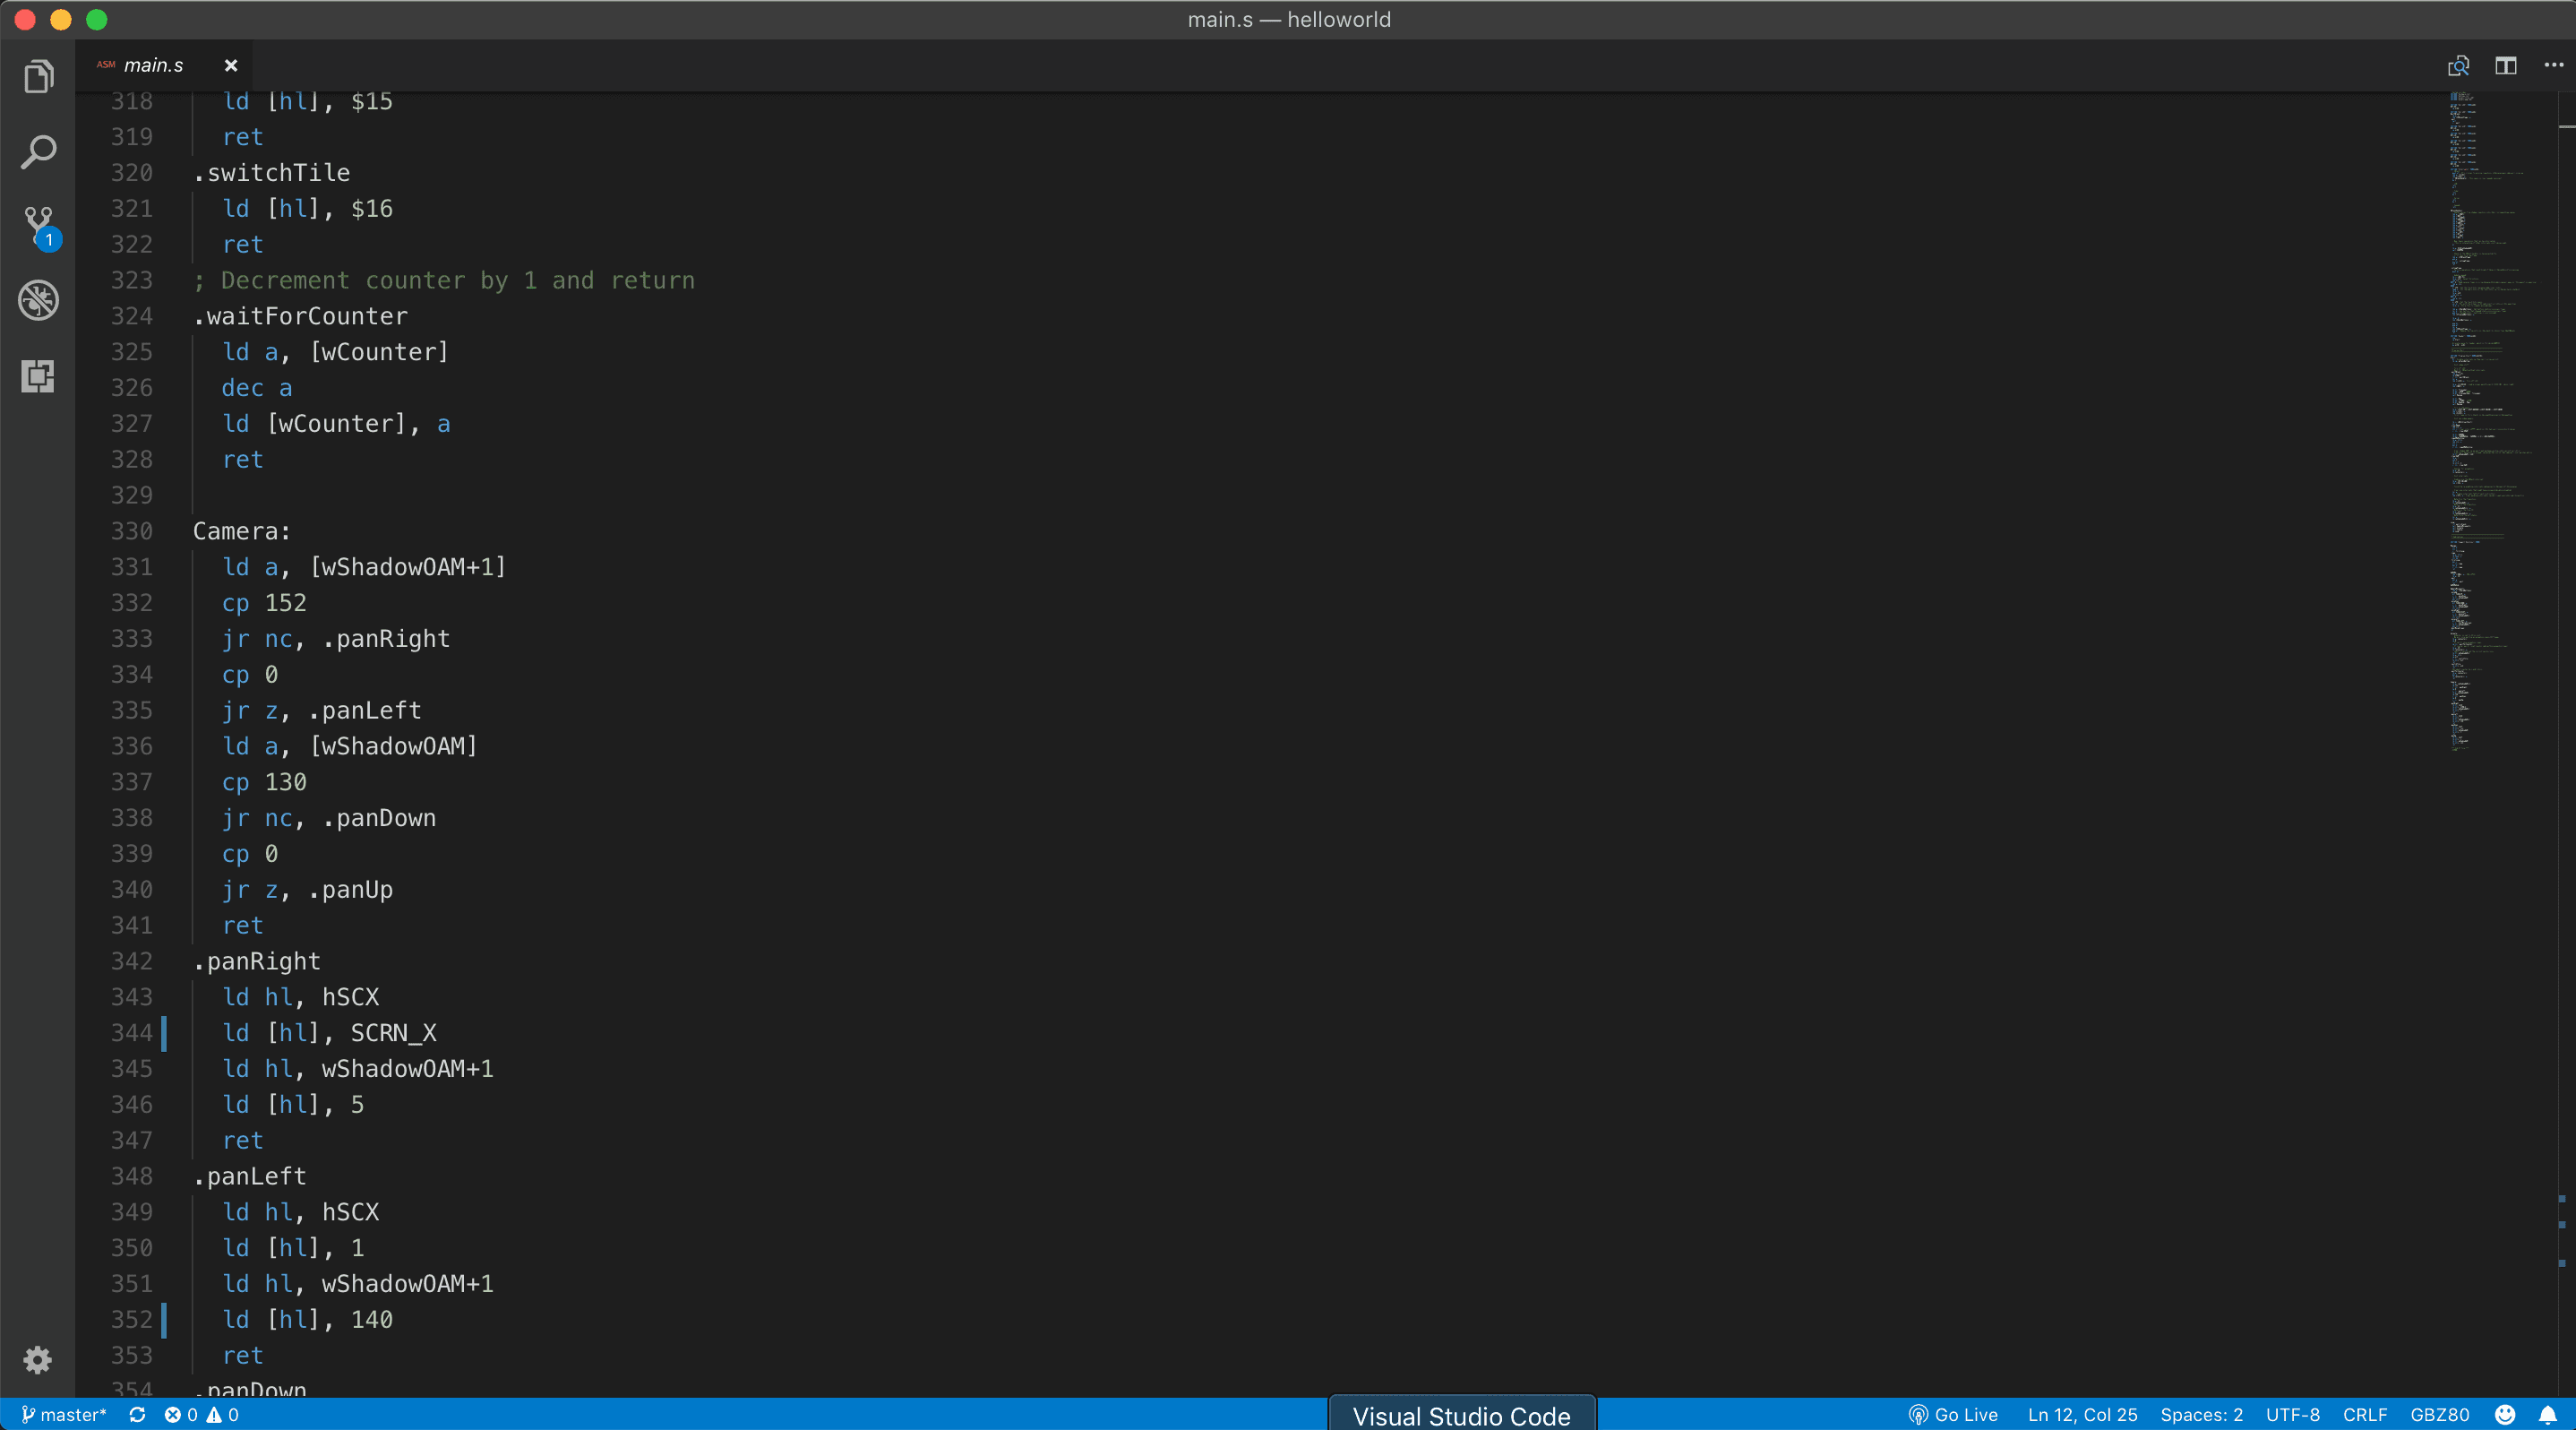 main.s — helloworld
ASM main.s
318 ld [hl], $15
319 ret
320 .switchTile
321 ld [hl], $16
322 ret
323 ; Decrement counter by 1 and return
324 .waitForCounter
325 ld a, [wCounter]
326 dec a
327 ld [wCounter], a
328 ret
329
330 Camera:
331 ld a, [wShadowOAM+1]
332 cp 152
333 jr nc, .panRight
334 cp 0
335 jr z, .panLeft
336 ld a, [wShadowOAM]
337 cp 130
338 jr nc, .panDown
339 cp 0
340 jr z, .panUp
341 ret
342 .panRight
343 ld hl, hSCX
344 ld [hl], SCRN_X
345 ld hl, wShadowOAM+1
346 ld [hl], 5
347 ret
348 .panLeft
349 ld hl, hSCX
350 ld [hl], 1
351 ld hl, wShadowOAM+1
352 ld [hl], 140
353 ret
354 .panDown
1
master* 0 0 Visual Studio Code Go Live Ln 12, Col 25 Spaces: 2 UTF-8 CRLF GBZ80